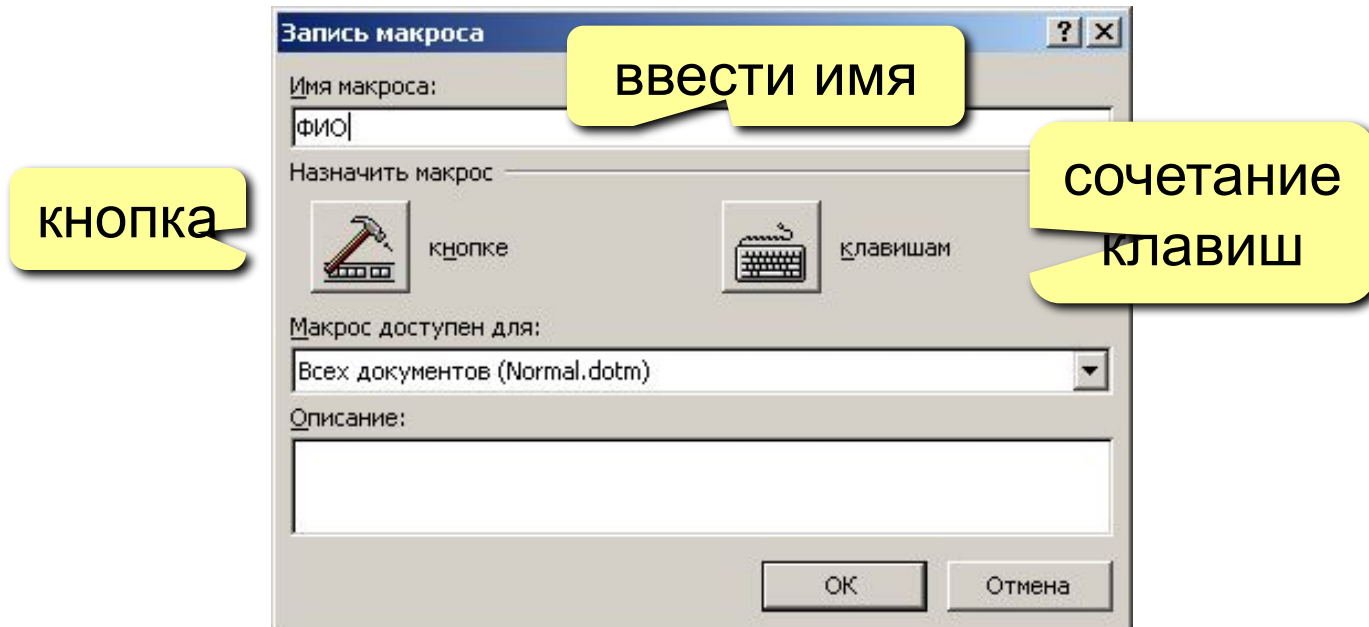 Запись макроса
ввести имя
Имя макроса:
ФИО
Назначить макрос
кнопка
кнопке
клавишам
сочетание
клавиш
Макрос доступен для:
Всех документов (Normal.dotm)
Описание:
ОК
Отмена